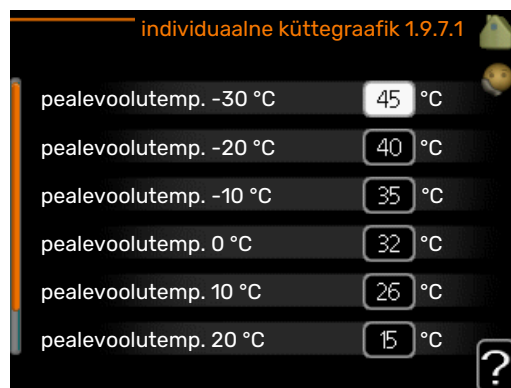 individuaalne küttegraafik 1.9.7.1
pealevoolutemp. -30 °C 45 °C
pealevoolutemp. -20 °C 40 °C
pealevoolutemp. -10 °C 35 °C
pealevoolutemp. 0 °C 32 °C
pealevoolutemp. 10 °C 26 °C
pealevoolutemp. 20 °C 15 °C
?